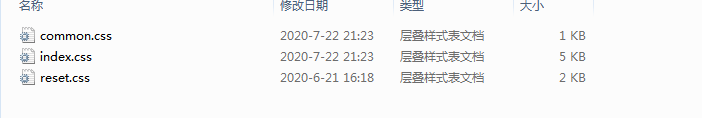 名称 修改日期 类型 大小
common.css 2020-7-22 21:23 层叠样式表文档 1 KB
index.css 2020-7-22 21:23 层叠样式表文档 5 KB
reset.css 2020-6-21 16:18 层叠样式表文档 2 KB